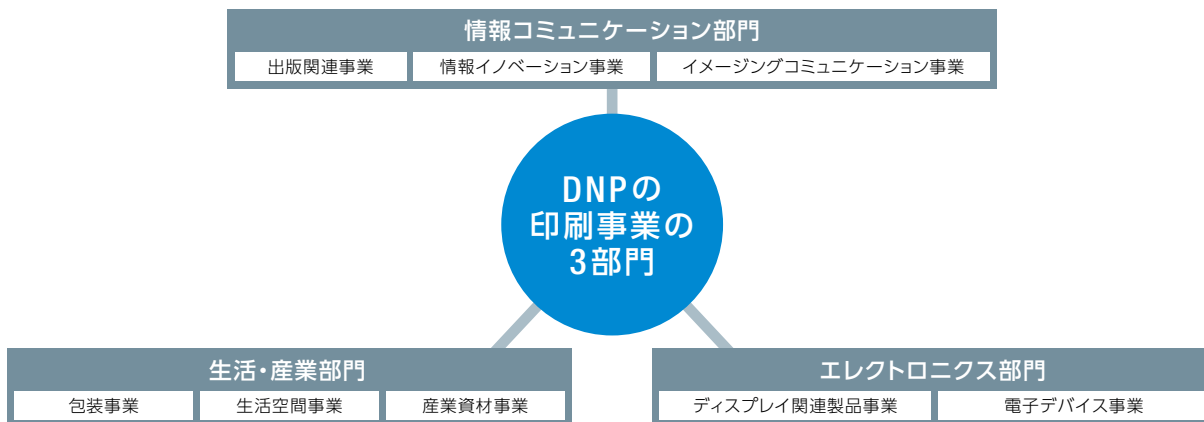 情報コミュニケーション部門
出版関連事業 情報イノベーション事業 イメージングコミュニケーション事業
DNPの
印刷事業の
3部門
生活・産業部門
包装事業 生活空間事業 産業資材事業
エレクトロニクス部門
ディスプレイ関連製品事業 電子デバイス事業